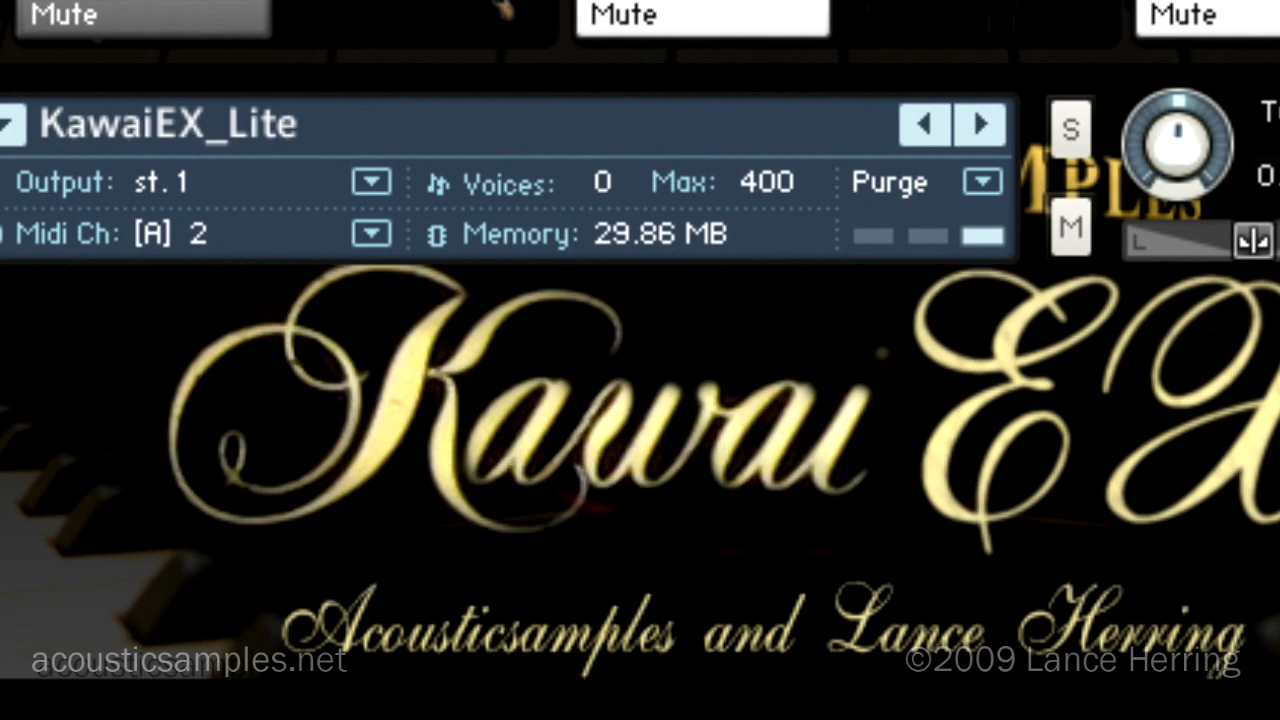 Mute Mute Mute
KawaiEX_Lite
S
Output: st.1 Voices: 0 Max: 400 Purge
M
Midi Ch: [A] 2 Memory: 29.86 MB
L
Kawai EX
Acousticsamples and Lance Herring
acousticsamples.net ©2009 Lance Herring